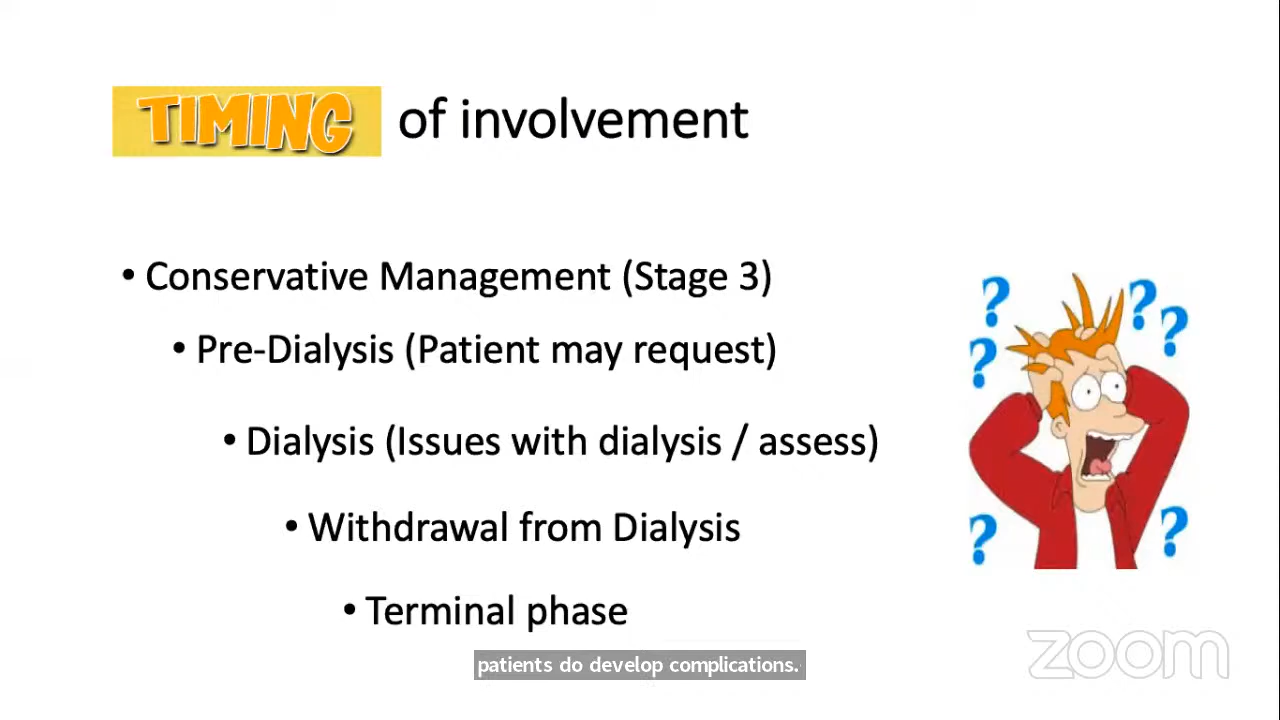 TIMING of involvement
• Conservative Management (Stage 3)
• Pre-Dialysis (Patient may request)
• Dialysis (Issues with dialysis / assess)
• Withdrawal from Dialysis
• Terminal phase
? ? ? ? ? ?
patients do develop complications.
zoom